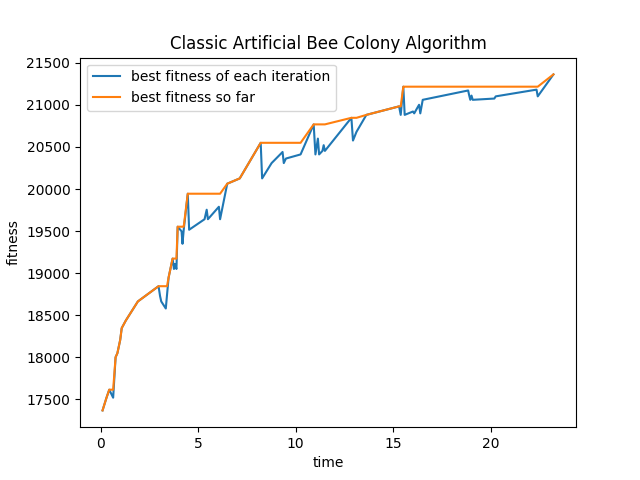 Classic Artificial Bee Colony Algorithm
best fitness of each iteration
best fitness so far
21500
21000
20500
20000
19500
19000
18500
18000
17500
fitness
0 5 10 15 20
time